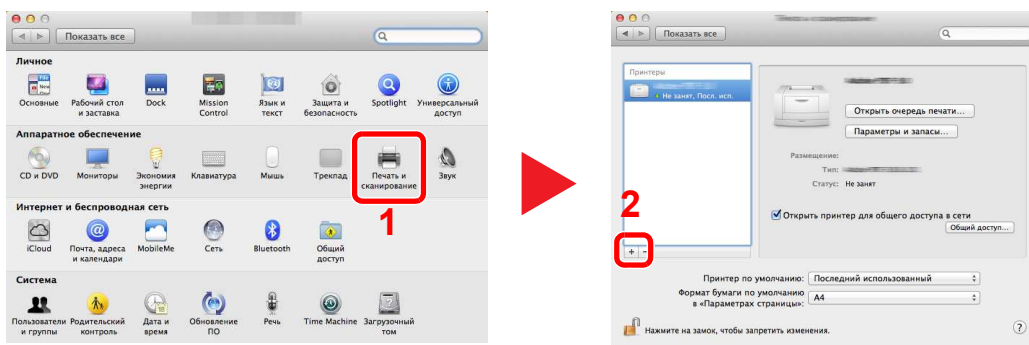 Показать все
Личное
Основные
Рабочий стол
и заставка
Dock
Mission
Control
Язык и
текст
Защита и
безопасность
Spotlight
Универсальный
доступ
Аппаратное обеспечение
CD и DVD
Мониторы
Экономия
энергии
Клавиатура
Мышь
Трекпад
Печать и
сканирование
Звук
1
Интернет и беспроводная сеть
iCloud
Почта, адреса
и календари
MobileMe
Сеть
Bluetooth
Общий
доступ
Система
Пользователи
и группы
Родительский
контроль
Дата и
время
Обновление
ПО
Речь
Time Machine
Загрузочный
том
Показать все
Принтеры
Не занят, Посл. исп.
Открыть очередь печати...
Параметры и запасы...
Размещение:
Тип:
Статус: Не занят
2
Открыть принтер для общего доступа в сети
Общий доступ...
+ −
Принтер по умолчанию: Последний использованный
Формат бумаги по умолчанию
в «Параметрах страницы»: A4
Нажмите на замок, чтобы запретить изменения.
?